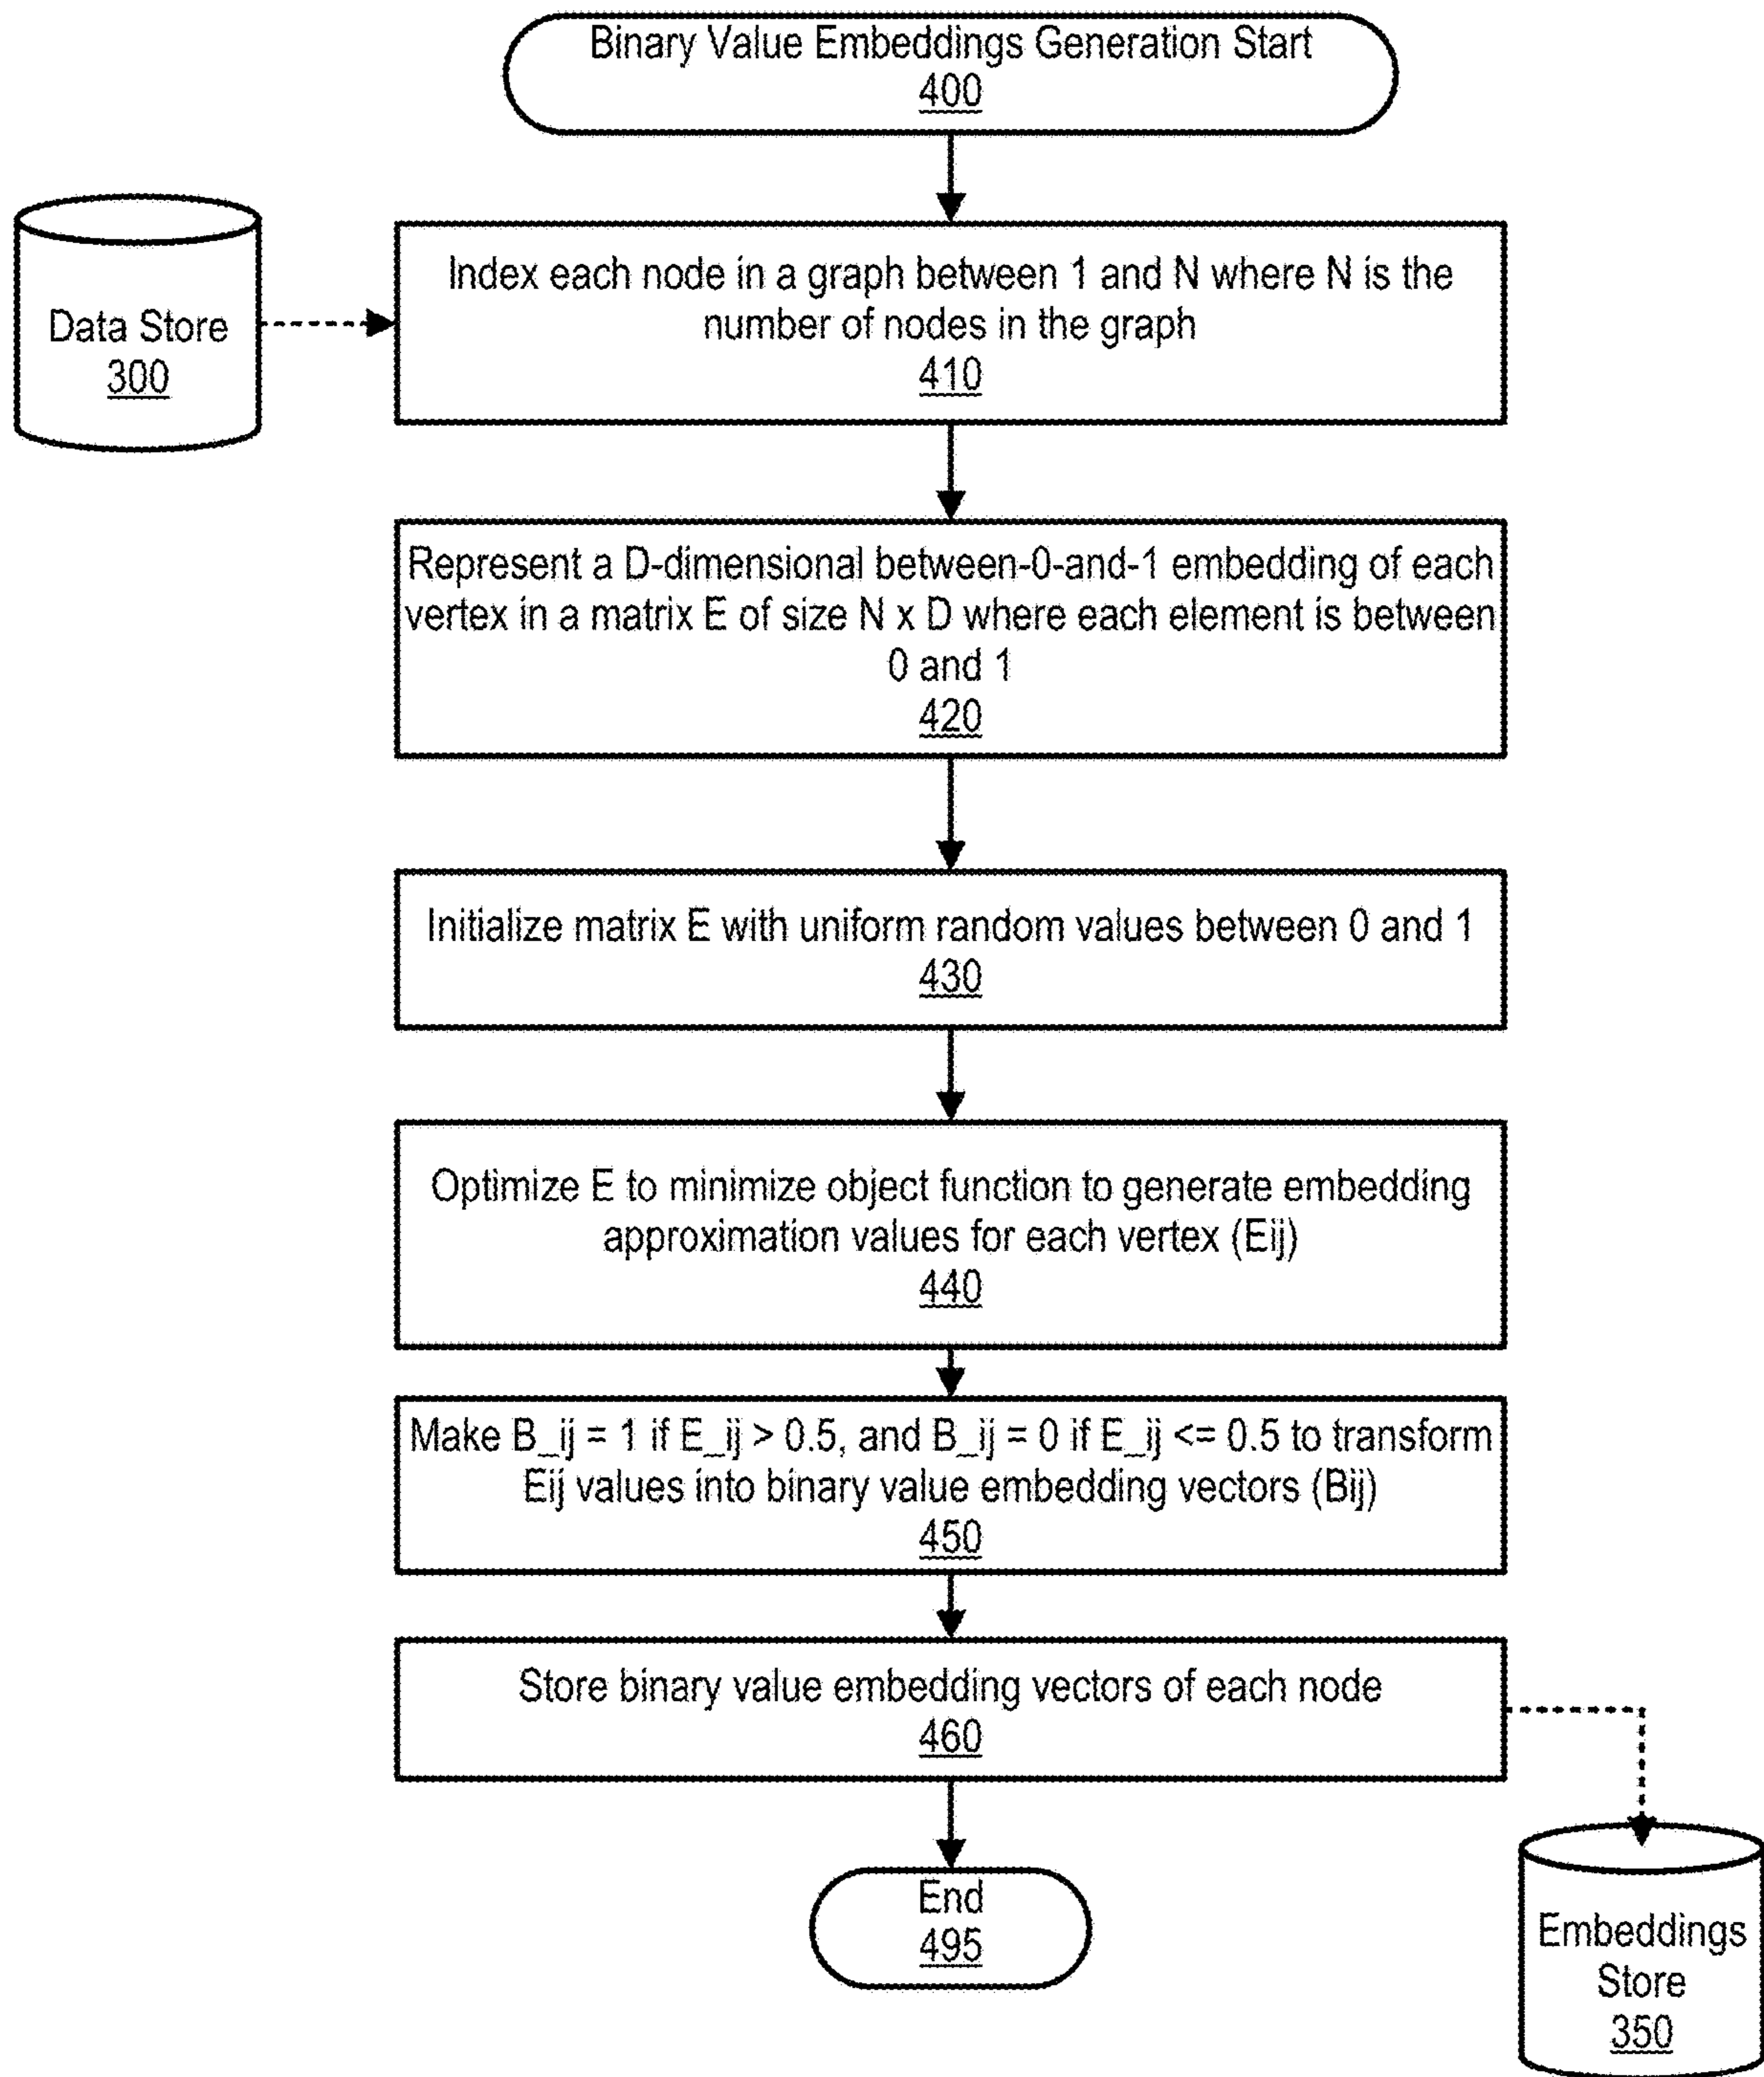 Binary Value Embeddings Generation Start
400
Data Store
300
Index each node in a graph between 1 and N where N is the
number of nodes in the graph
410
Represent a D-dimensional between-0-and-1 embedding of each
vertex in a matrix E of size N x D where each element is between
0 and 1
420
Initialize matrix E with uniform random values between 0 and 1
430
Optimize E to minimize object function to generate embedding
approximation values for each vertex (Eij)
440
Make B_ij = 1 if E_ij > 0.5, and B_ij = 0 if E_ij <= 0.5 to transform
Eij values into binary value embedding vectors (Bij)
450
Store binary value embedding vectors of each node
460
End
495
Embeddings
Store
350